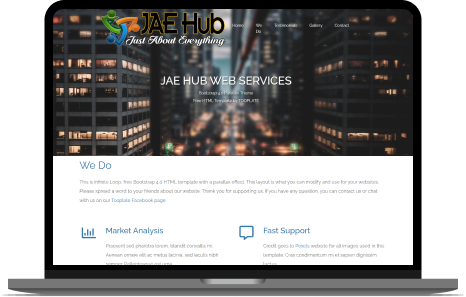 JAE Hub
Just About Everything
Home
We
Do
Testimonials
Gallery
Contact
JAE HUB WEB SERVICES
Bootstrap 4.0 Parallax Theme
Free HTML Template by TOOPLATE
We Do
This is Infinite Loop, free Bootstrap 4.0 HTML template with a parallax effect. This layout is what you can modify and use for your websites.
Please spread a word to your friends about our website. Thank you for supporting us. If you have any question, you can contact us or chat
with us on our Tooplate Facebook page.
Market Analysis
Praesent sed pharetra lorem, blandit convallis mi.
Aenean ornare elit ac metus lacinia, sed iaculis nibh
semper. Pellentesque est urna
Fast Support
Credit goes to Pexels website for all images used in this
template. Cras condimentum mi et sapien dignissim
luctus.